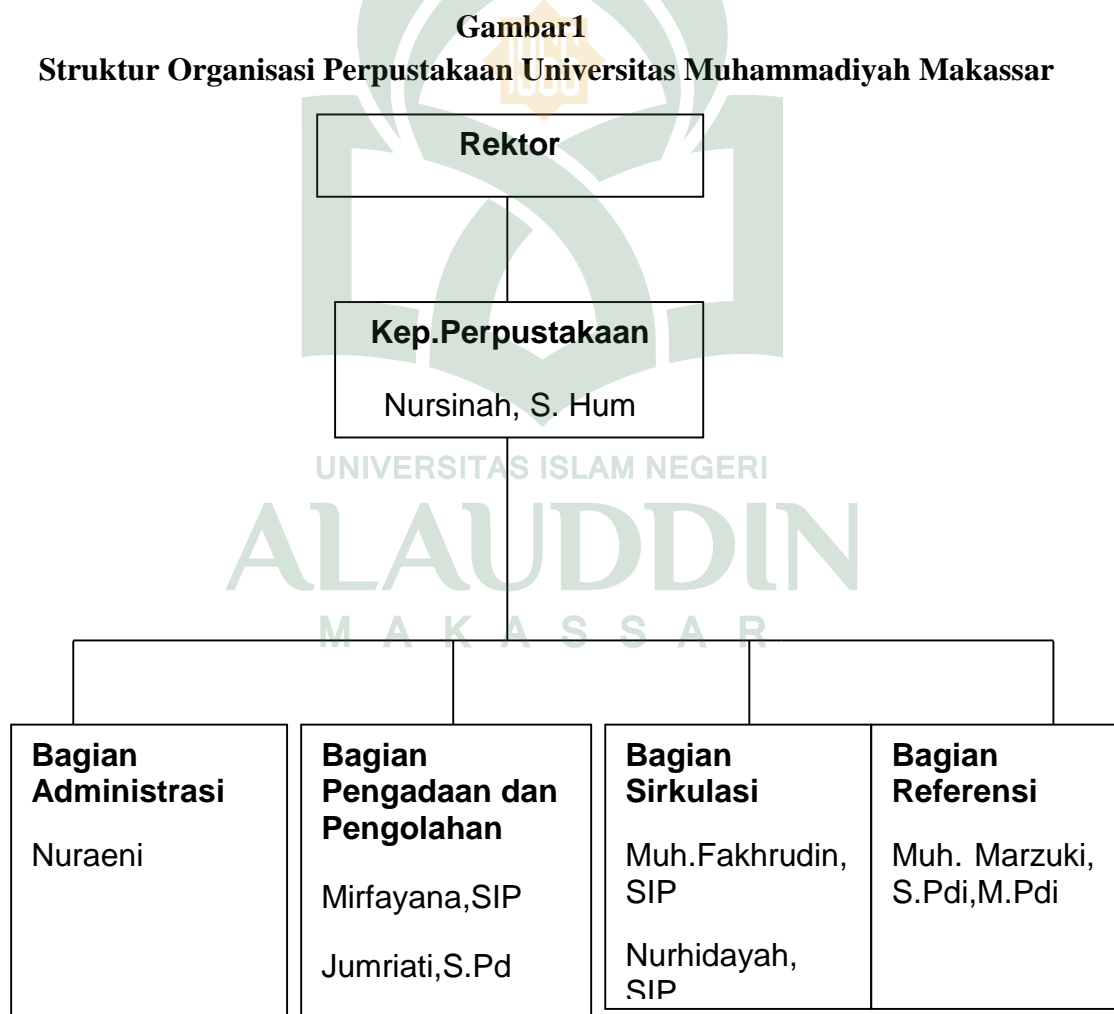 Gambar1
Struktur Organisasi Perpustakaan Universitas Muhammadiyah Makassar
Rektor
Kep.Perpustakaan
Nursinah, S. Hum
UNIVERSITAS ISLAM NEGERI
ALAUDDIN
MAKASSAR
Bagian
Administrasi
Nuraeni
Bagian
Pengadaan dan
Pengolahan
Mirfayana,SIP
Jumriati,S.Pd
Bagian
Sirkulasi
Muh.Fakhrudin,
SIP
Nurhidayah,
SIP
Bagian
Referensi
Muh. Marzuki,
S.Pdi,M.Pdi